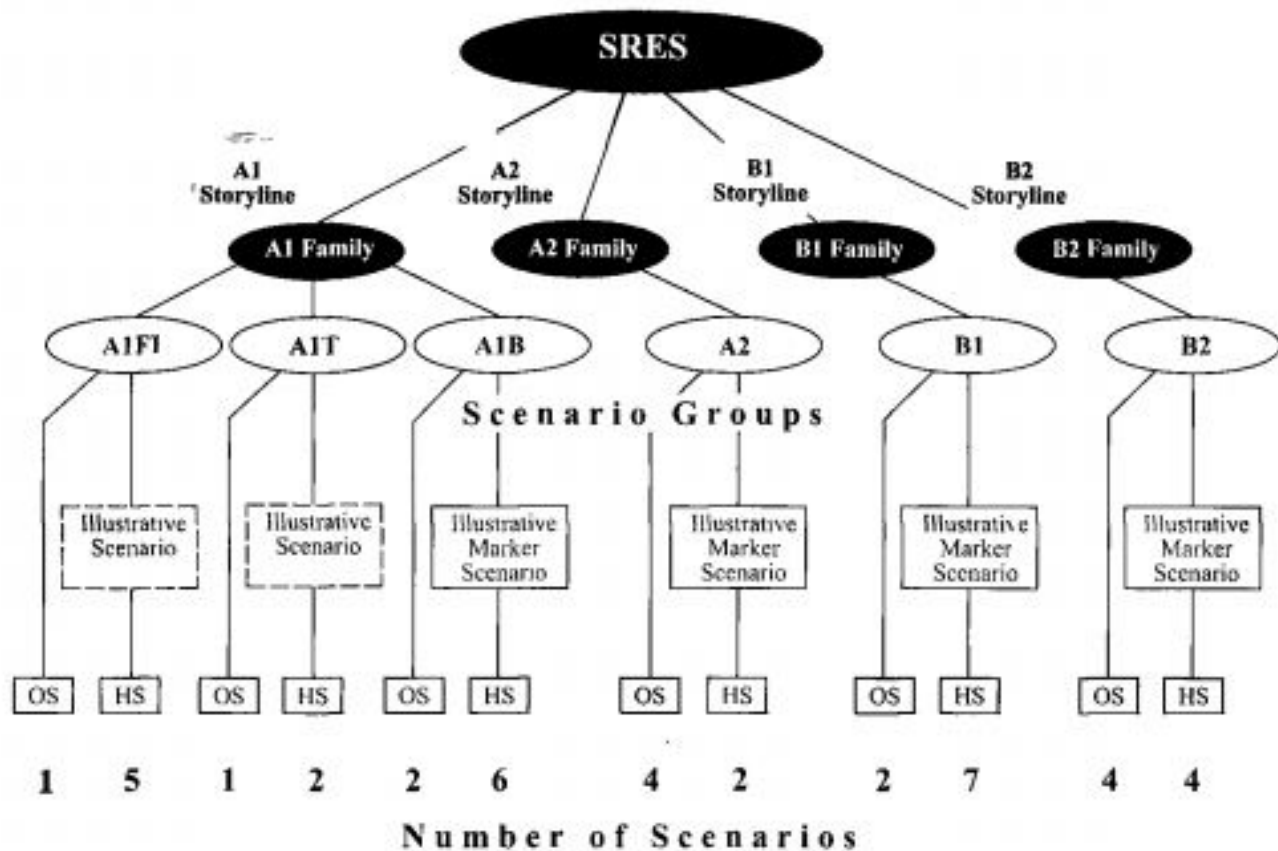 SRES
A1
Storyline
A2
Storyline
B1
Storyline
B2
Storyline
A1 Family
A2 Family
B1 Family
B2 Family
A1FI
A1T
A1B
A2
B1
B2
Scenario Groups
Illustrative
Scenario
Illustrative
Scenario
Illustrative
Marker
Scenario
Illustrative
Marker
Scenario
Illustrative
Marker
Scenario
Illustrative
Marker
Scenario
OS HS OS HS OS HS OS HS OS HS OS HS
1 5 1 2 2 6 4 2 2 7 4 4
Number of Scenarios